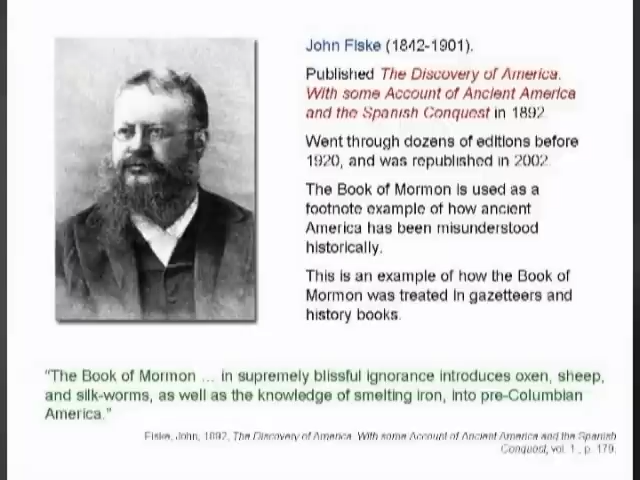 John Fiske (1842-1901).
Published The Discovery of America.
With some Account of Ancient America
and the Spanish Conquest in 1892.
Went through dozens of editions before
1920, and was republished in 2002.
The Book of Mormon is used as a
footnote example of how ancient
America has been misunderstood
historically.
This is an example of how the Book of
Mormon was treated in gazetteers and
history books.
"The Book of Mormon ... in supremely blissful ignorance introduces oxen, sheep,
and silk-worms, as well as the knowledge of smelting iron, into pre-Columbian
America."
Fiske, John, 1892, The Discovery of America. With some Account of Ancient America and the Spanish
Conquest, vol. 1., p. 179.